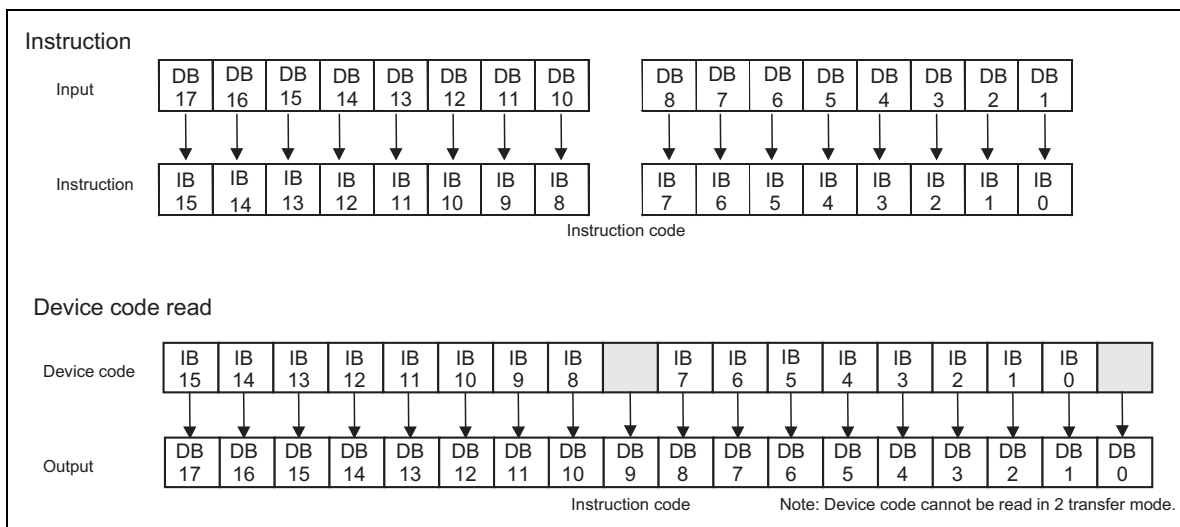 Instruction
Input DB 17 DB 16 DB 15 DB 14 DB 13 DB 12 DB 11 DB 10 DB 8 DB 7 DB 6 DB 5 DB 4 DB 3 DB 2 DB 1
Instruction IB 15 IB 14 IB 13 IB 12 IB 11 IB 10 IB 9 IB 8 IB 7 IB 6 IB 5 IB 4 IB 3 IB 2 IB 1 IB 0
Instruction code
Device code read
Device code IB 15 IB 14 IB 13 IB 12 IB 11 IB 10 IB 9 IB 8 IB 7 IB 6 IB 5 IB 4 IB 3 IB 2 IB 1 IB 0
Output DB 17 DB 16 DB 15 DB 14 DB 13 DB 12 DB 11 DB 10 DB 9 DB 8 DB 7 DB 6 DB 5 DB 4 DB 3 DB 2 DB 1 DB 0
Instruction code Note: Device code cannot be read in 2 transfer mode.